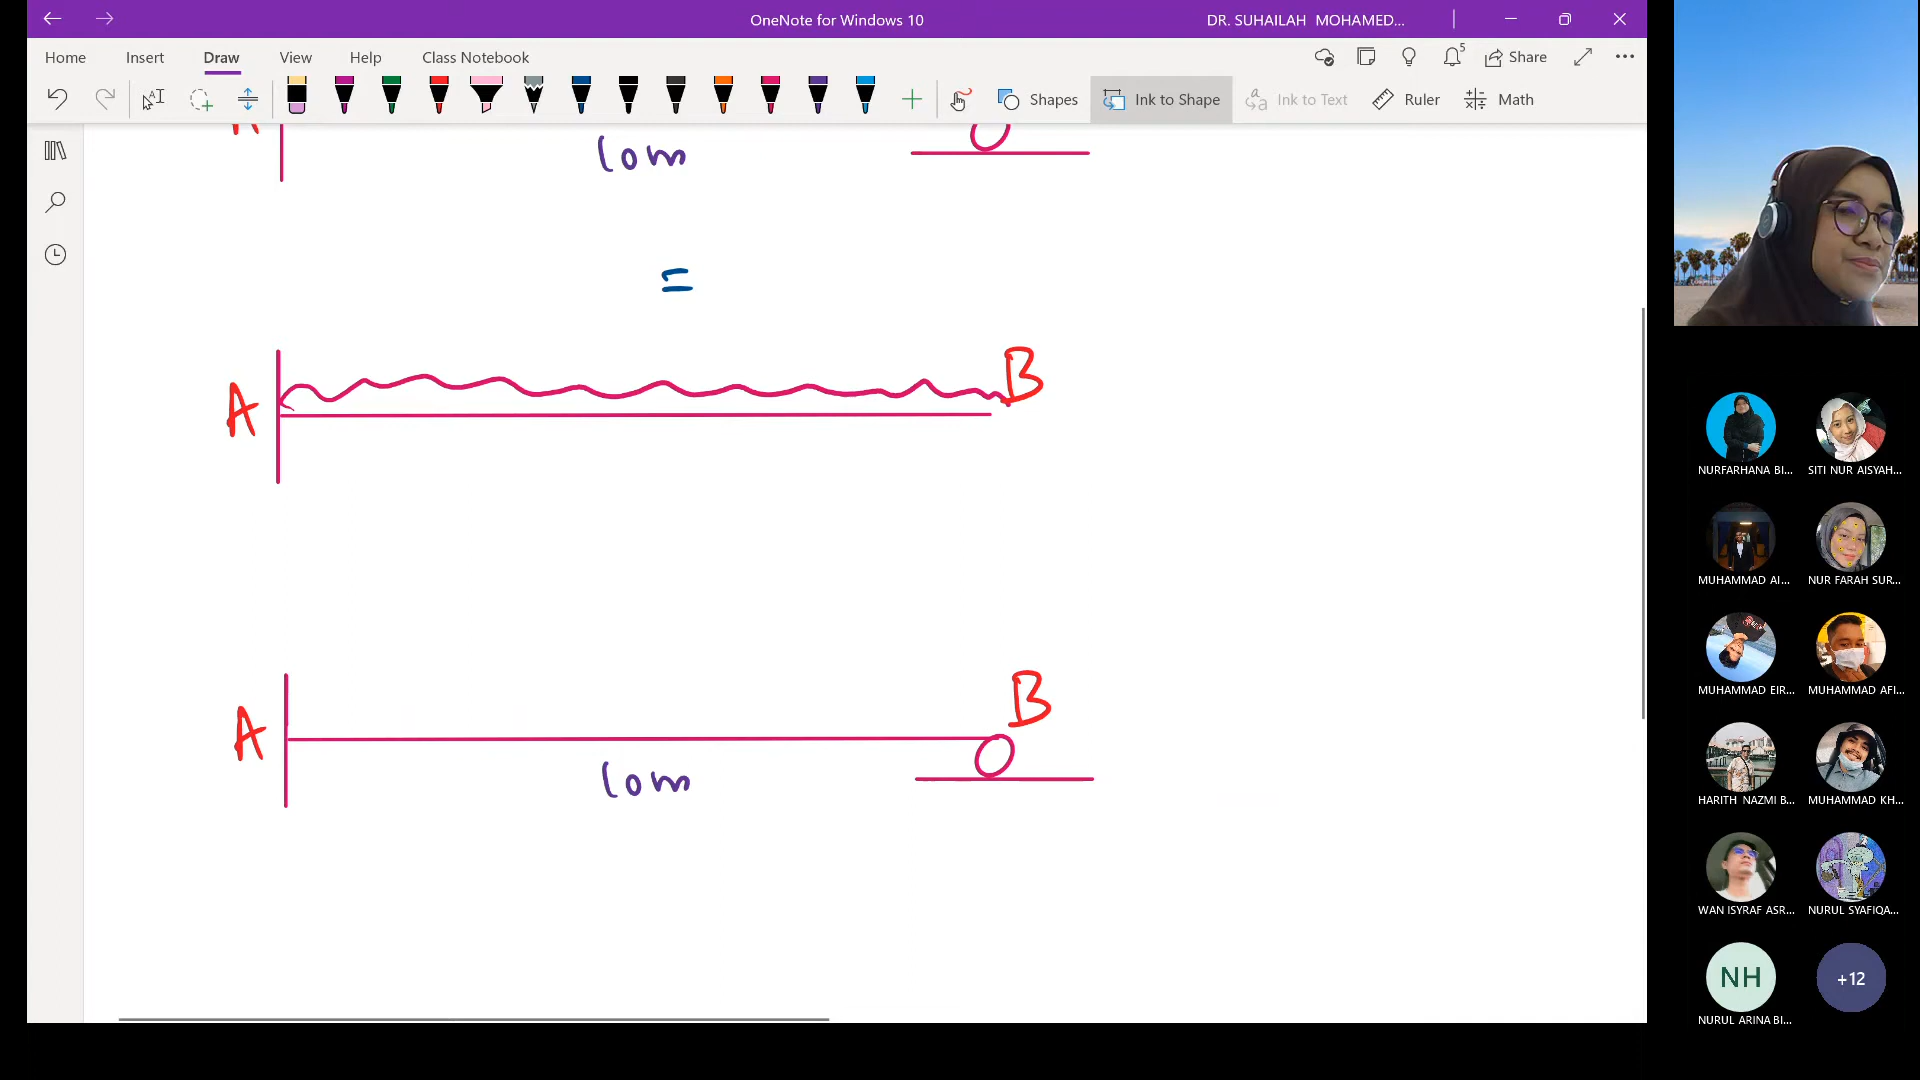 OneNote for Windows 10
DR. SUHAILAH MOHAMED...
Home Insert Draw View Help Class Notebook
5
Share
Shapes Ink to Shape Ink to Text Ruler Math
A
10m
=
A B
A B
10m
NURFARHANA BI...
SITI NUR AISYAH...
MUHAMMAD AI...
NUR FARAH SUR...
MUHAMMAD EIR...
MUHAMMAD AFI...
HARITH NAZMI B...
MUHAMMAD KH...
WAN ISYRAF ASR...
NURUL SYAFIQA...
NH
+12
NURUL ARINA BI...